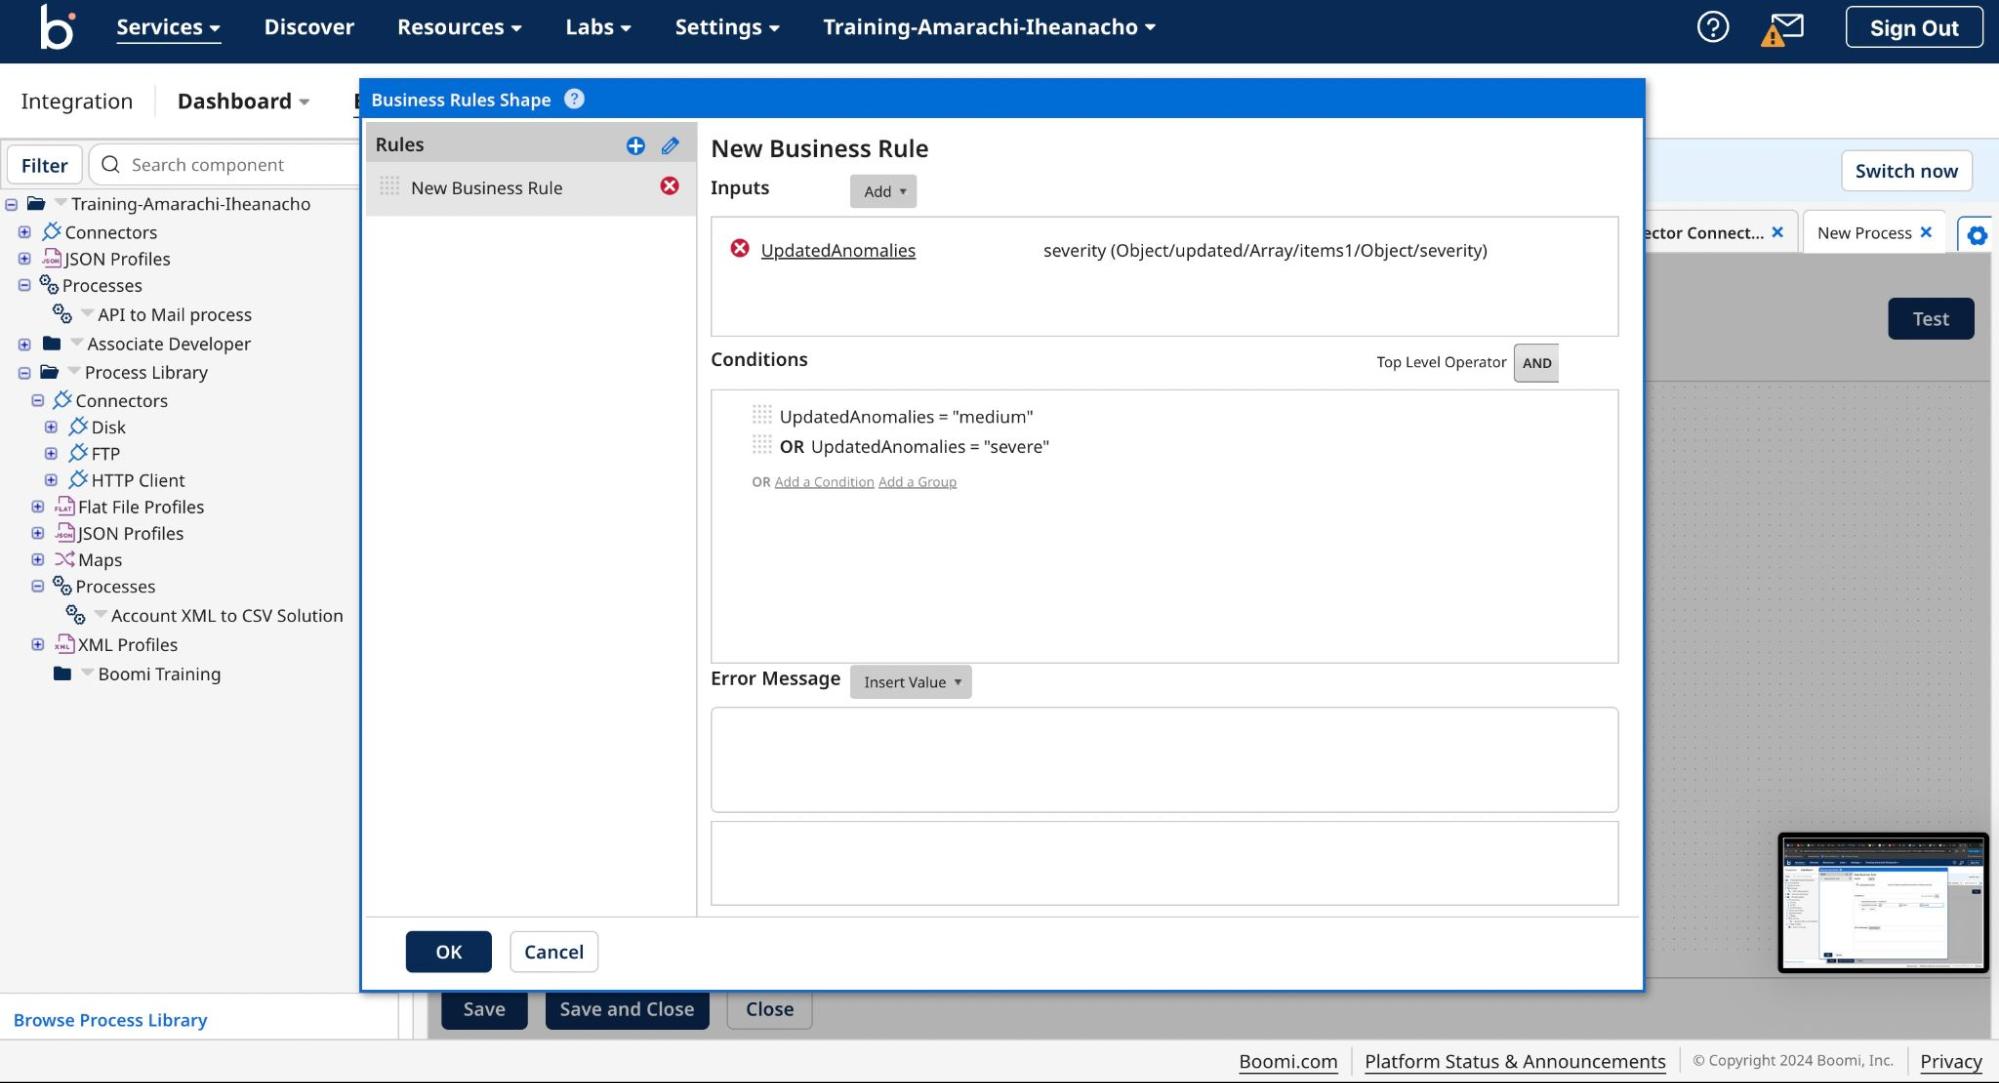 b
Services Discover Resources Labs Settings Training-Amarachi-Iheanacho
Sign Out
Integration Dashboard
Business Rules Shape ?
Filter
Search component
Switch now
Training-Amarachi-Iheanacho
Connectors
JSON Profiles
Processes
API to Mail process
Associate Developer
Process Library
Connectors
Disk
FTP
HTTP Client
FLAT Flat File Profiles
JSON JSON Profiles
Maps
Processes
Account XML to CSV Solution
XML XML Profiles
Boomi Training
Browse Process Library
Rules
New Business Rule
New Business Rule
Inputs Add
UpdatedAnomalies severity (Object/updated/Array/items1/Object/severity)
Conditions Top Level Operator AND
UpdatedAnomalies = "medium"
OR UpdatedAnomalies = "severe"
OR Add a Condition Add a Group
Error Message Insert Value
OK Cancel
ector Connect... New Process
Test
Save Save and Close Close
Boomi.com Platform Status & Announcements © Copyright 2024 Boomi, Inc. Privacy